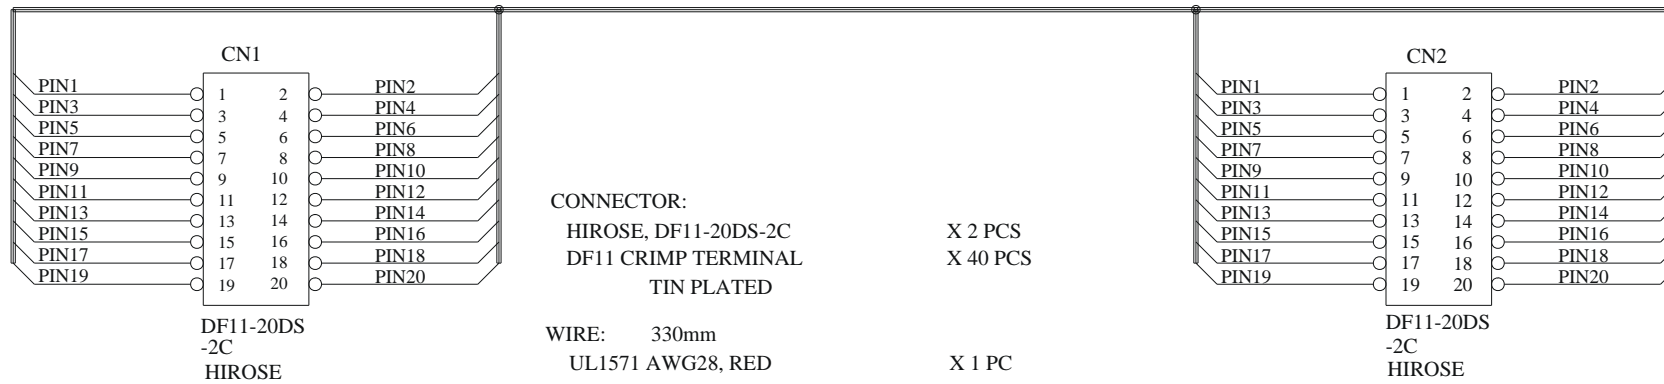 CN1
PIN1 1 2 PIN2
PIN3 3 4 PIN4
PIN5 5 6 PIN6
PIN7 7 8 PIN8
PIN9 9 10 PIN10
PIN11 11 12 PIN12
PIN13 13 14 PIN14
PIN15 15 16 PIN16
PIN17 17 18 PIN18
PIN19 19 20 PIN20
DF11-20DS
-2C
HIROSE
CONNECTOR:
HIROSE, DF11-20DS-2C X 2 PCS
DF11 CRIMP TERMINAL X 40 PCS
TIN PLATED
WIRE: 330mm
UL1571 AWG28, RED X 1 PC
CN2
PIN1 1 2 PIN2
PIN3 3 4 PIN4
PIN5 5 6 PIN6
PIN7 7 8 PIN8
PIN9 9 10 PIN10
PIN11 11 12 PIN12
PIN13 13 14 PIN14
PIN15 15 16 PIN16
PIN17 17 18 PIN18
PIN19 19 20 PIN20
DF11-20DS
-2C
HIROSE